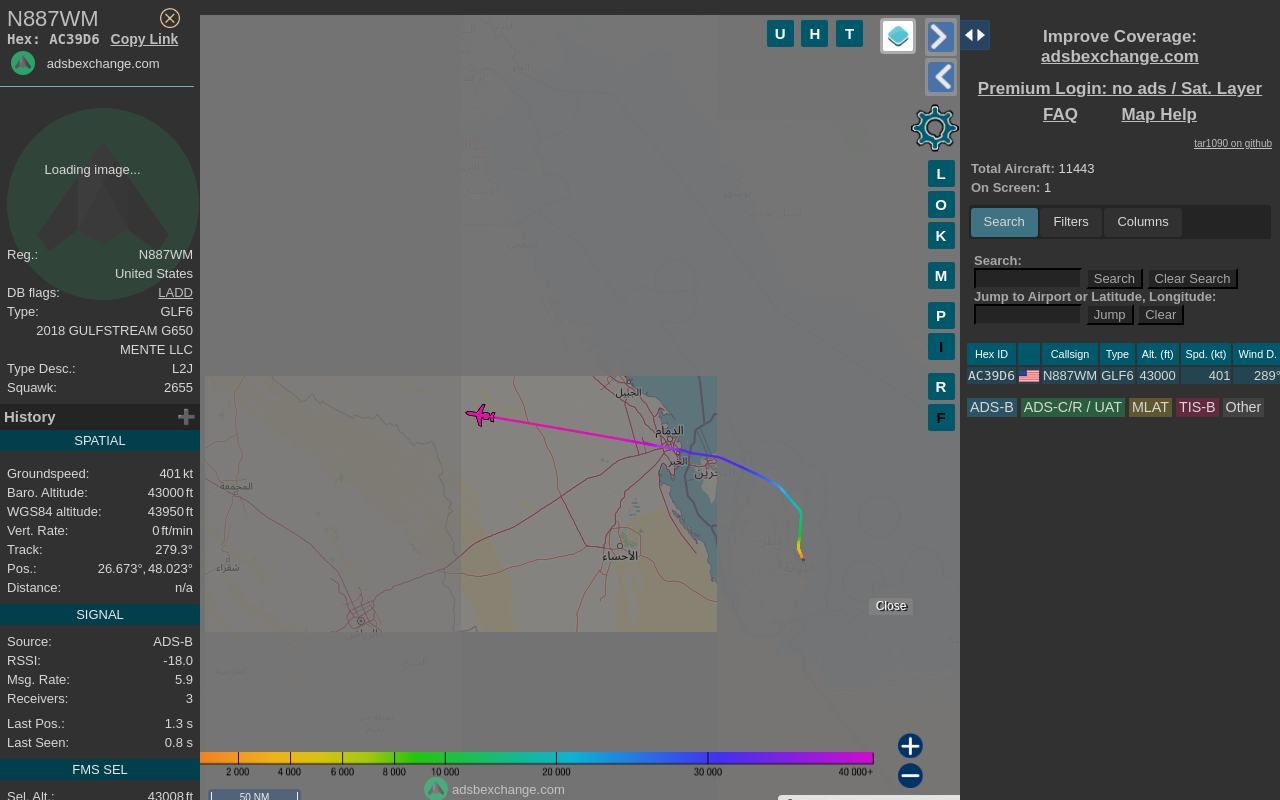 N887WM
Hex: AC39D6 Copy Link
adsbexchange.com
Loading image...
Reg.: N887WM
United States
DB flags: LADD
Type: GLF6
2018 GULFSTREAM G650
MENTE LLC
Type Desc.: L2J
Squawk: 2655
History
SPATIAL
Groundspeed: 401 kt
Baro. Altitude: 43000 ft
WGS84 altitude: 43950 ft
Vert. Rate: 0 ft/min
Track: 279.3°
Pos.: 26.673°, 48.023°
Distance: n/a
SIGNAL
Source: ADS-B
RSSI: -18.0
Msg. Rate: 5.9
Receivers: 3
Last Pos.: 1.3 s
Last Seen: 0.8 s
FMS SEL
Sel. Alt.: 43008 ft
U H T
L
O
K
M
P
I
R
F
الجبيل
الدمام
الخبر
المجمعة
شقراء
الأحساء
Close
2 000 4 000 6 000 8 000 10 000 20 000 30 000 40 000+
adsbexchange.com
50 NM
Improve Coverage:
adsbexchange.com
Premium Login: no ads / Sat. Layer
FAQ Map Help
tar1090 on github
Total Aircraft: 11443
On Screen: 1
Search Filters Columns
Search:
Search Clear Search
Jump to Airport or Latitude, Longitude:
Jump Clear
Hex ID Callsign Type Alt. (ft) Spd. (kt) Wind D.
AC39D6 N887WM GLF6 43000 401 289°
ADS-B ADS-C/R / UAT MLAT TIS-B Other